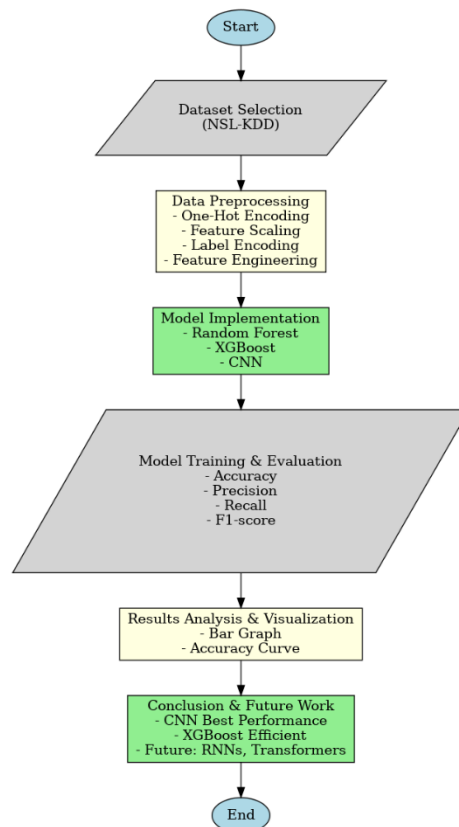 Start
Dataset Selection
(NSL-KDD)
Data Preprocessing
- One-Hot Encoding
- Feature Scaling
- Label Encoding
- Feature Engineering
Model Implementation
- Random Forest
- XGBoost
- CNN
Model Training & Evaluation
- Accuracy
- Precision
- Recall
- F1-score
Results Analysis & Visualization
- Bar Graph
- Accuracy Curve
Conclusion & Future Work
- CNN Best Performance
- XGBoost Efficient
- Future: RNNs, Transformers
End